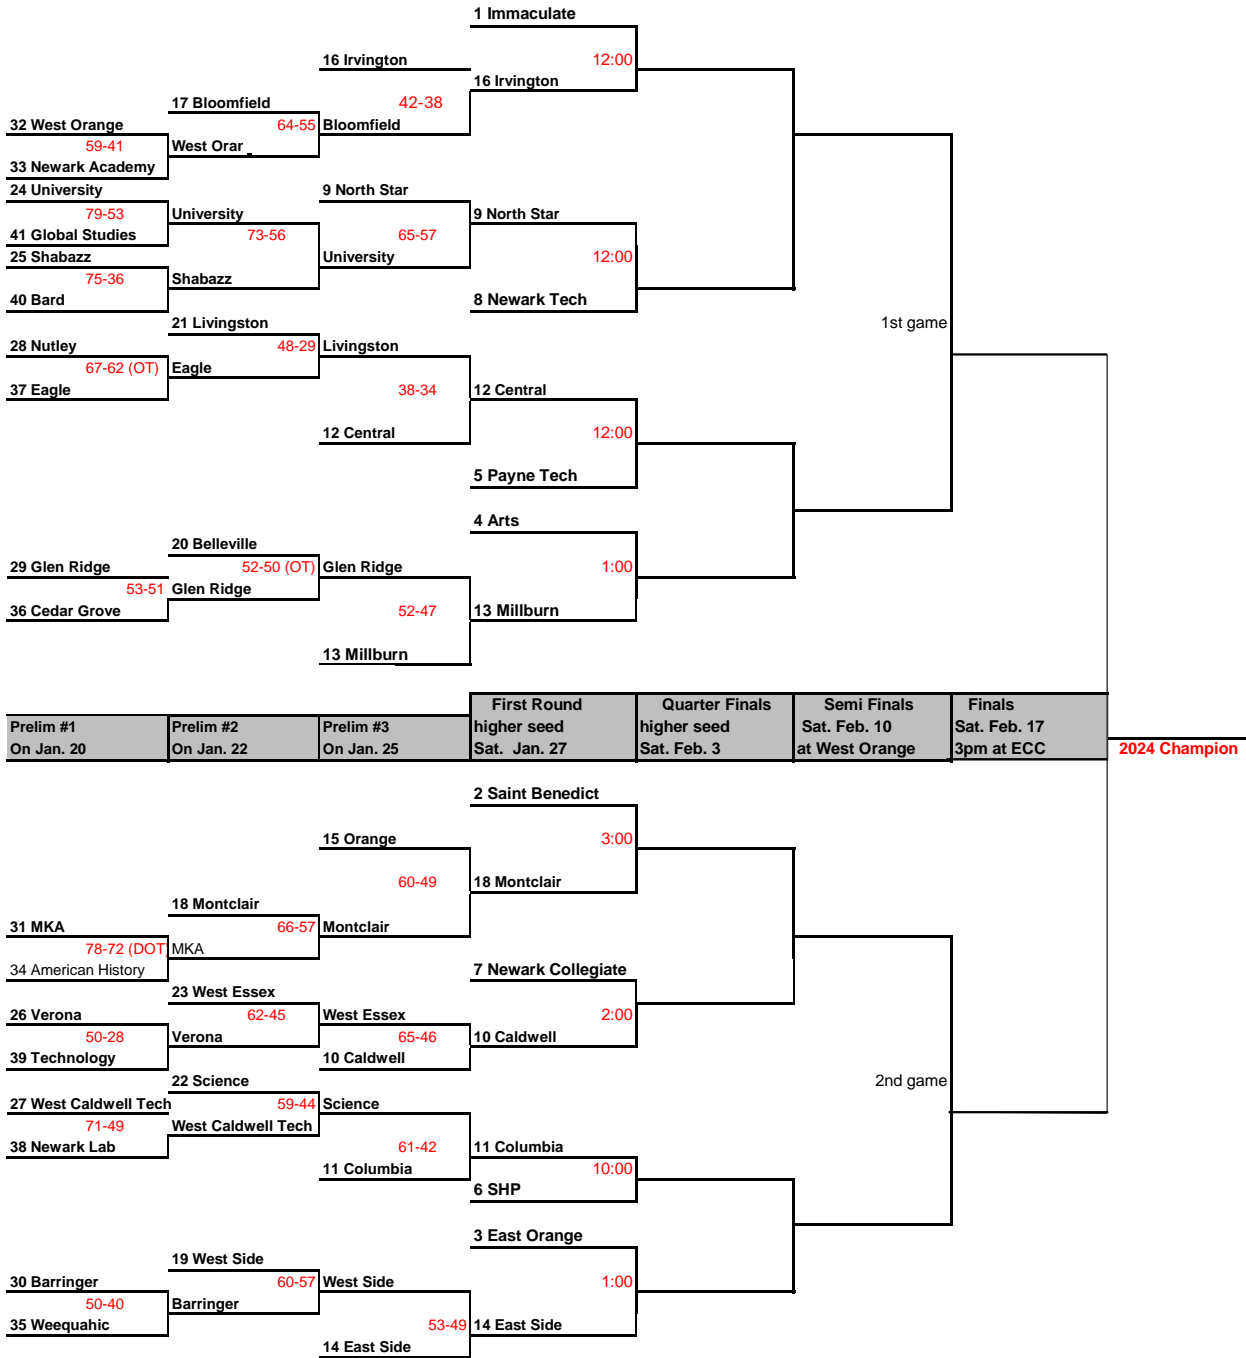 1 Immaculate
16 Irvington
12:00
16 Irvington
17 Bloomfield
42-38
32 West Orange
64-55
Bloomfield
59-41
West Orar
33 Newark Academy
24 University
9 North Star
79-53
University
9 North Star
41 Global Studies
73-56
65-57
25 Shabazz
University
12:00
75-36
Shabazz
40 Bard
8 Newark Tech
21 Livingston
1st game
28 Nutley
48-29
Livingston
67-62 (OT)
Eagle
37 Eagle
38-34
12 Central
12 Central
12:00
5 Payne Tech
4 Arts
20 Belleville
29 Glen Ridge
52-50 (OT)
Glen Ridge
1:00
53-51
Glen Ridge
36 Cedar Grove
52-47
13 Millburn
13 Millburn
First Round
Quarter Finals
Semi Finals
Finals
Prelim #1
Prelim #2
Prelim #3
higher seed
higher seed
Sat. Feb. 10
Sat. Feb. 17
On Jan. 20
On Jan. 22
On Jan. 25
Sat. Jan. 27
Sat. Feb. 3
at West Orange
3pm at ECC
2024 Champion
2 Saint Benedict
15 Orange
3:00
60-49
18 Montclair
18 Montclair
31 MKA
66-57
Montclair
78-72 (DOT)
MKA
34 American History
7 Newark Collegiate
23 West Essex
26 Verona
62-45
West Essex
2:00
50-28
Verona
65-46
10 Caldwell
39 Technology
10 Caldwell
22 Science
2nd game
27 West Caldwell Tech
59-44
Science
71-49
West Caldwell Tech
38 Newark Lab
61-42
11 Columbia
11 Columbia
10:00
6 SHP
3 East Orange
19 West Side
30 Barringer
60-57
West Side
1:00
50-40
Barringer
35 Weequahic
53-49
14 East Side
14 East Side